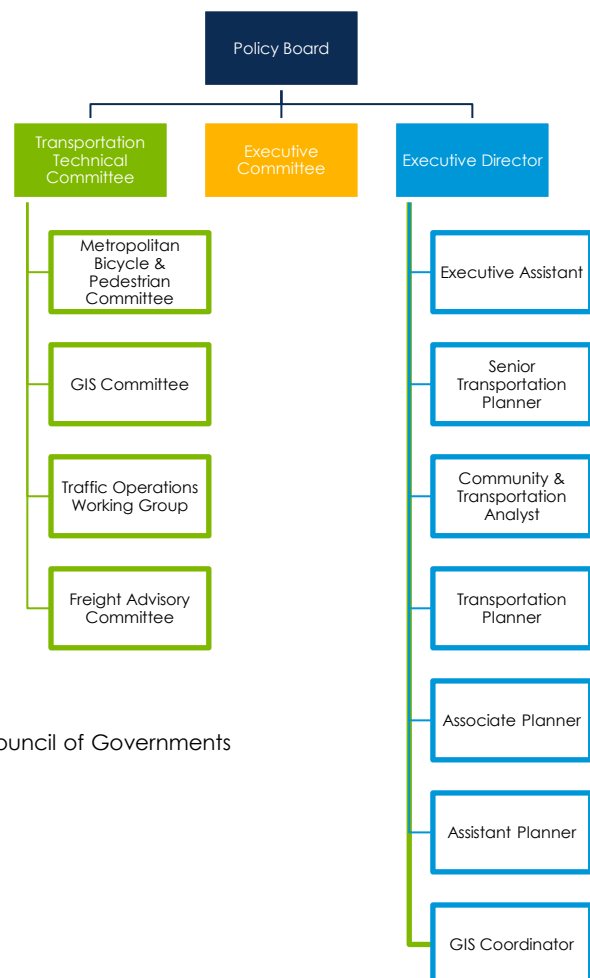 Policy Board
Transportation
Technical
Committee
Executive
Committee
Executive Director
Metropolitan
Bicycle &
Pedestrian
Committee
GIS Committee
Traffic Operations
Working Group
Freight Advisory
Committee
Executive Assistant
Senior
Transportation
Planner
Community &
Transportation
Analyst
Transportation
Planner
Associate Planner
Assistant Planner
GIS Coordinator
ouncil of Governments